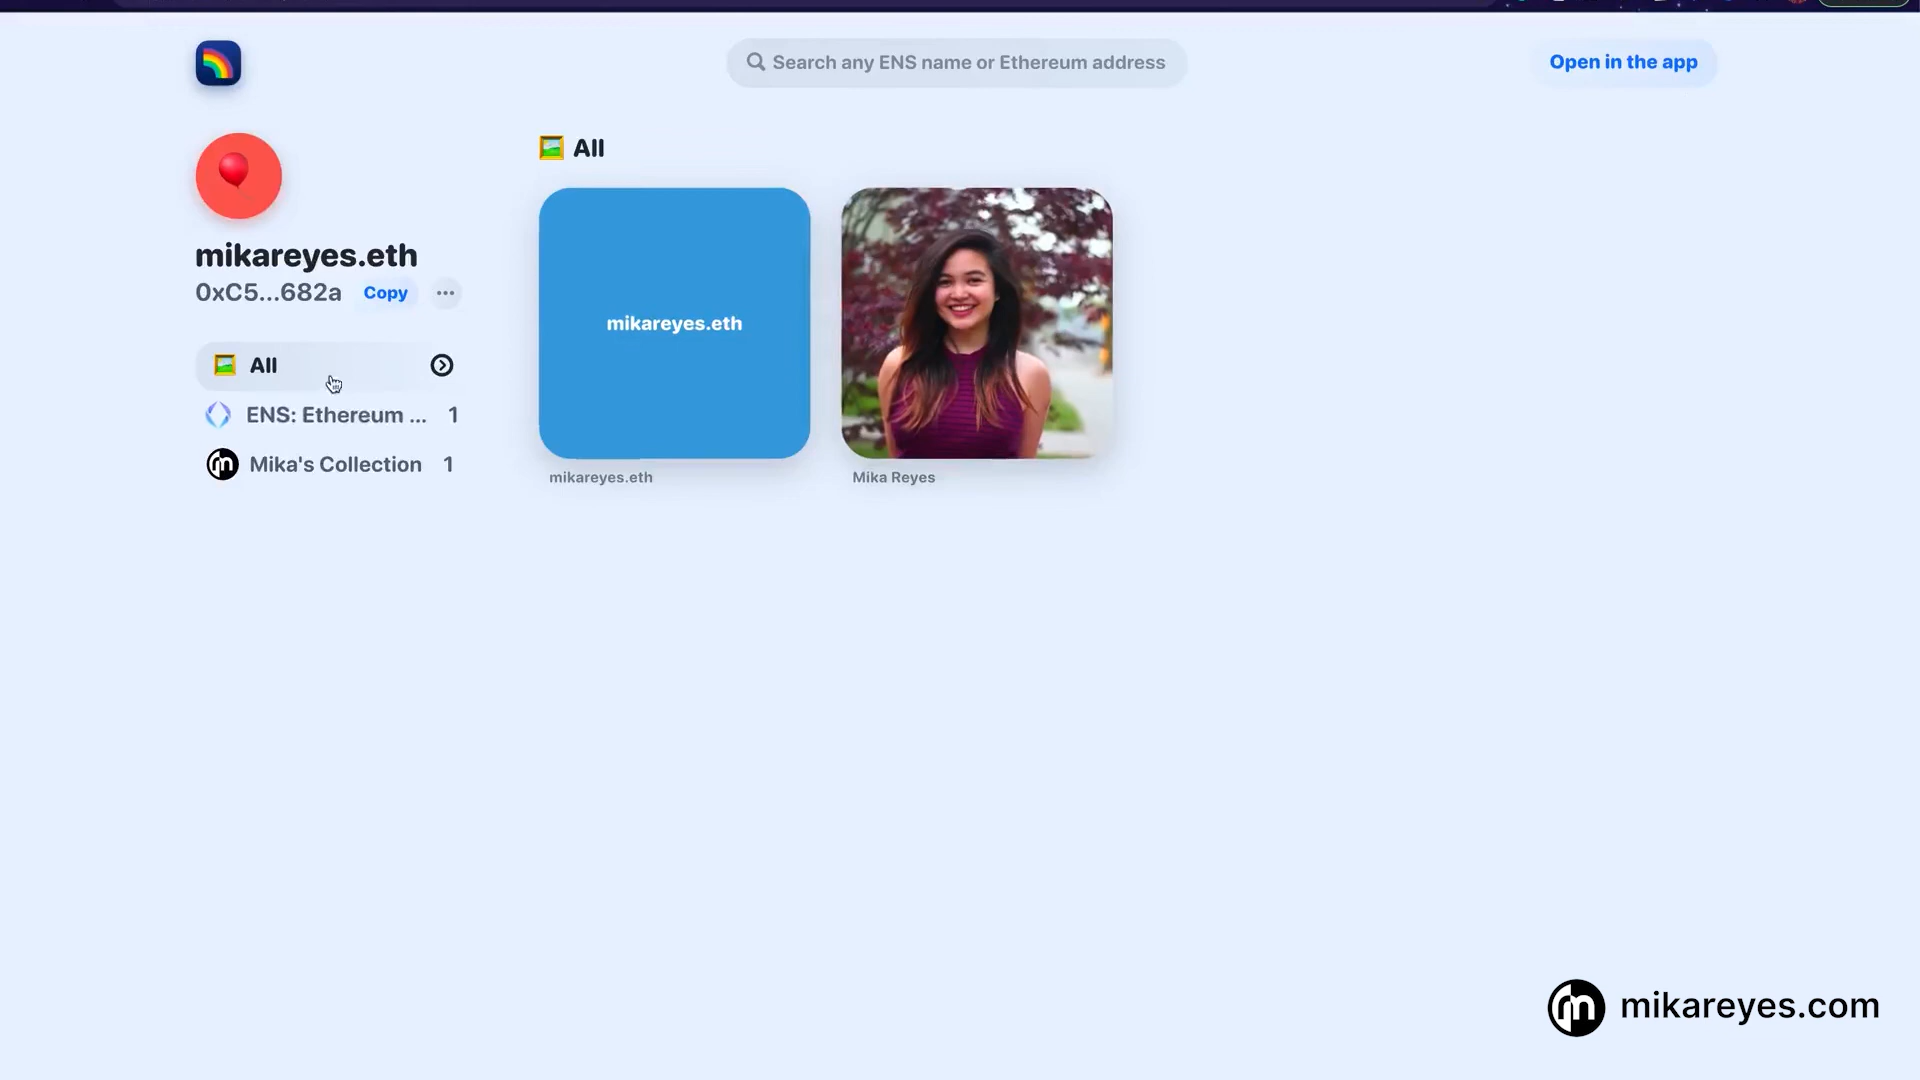 Search any ENS name or Ethereum address
Open in the app
mikareyes.eth
0xC5...682a Copy
All
ENS: Ethereum ... 1
Mika's Collection 1
All
mikareyes.eth
mikareyes.eth
Mika Reyes
mikareyes.com